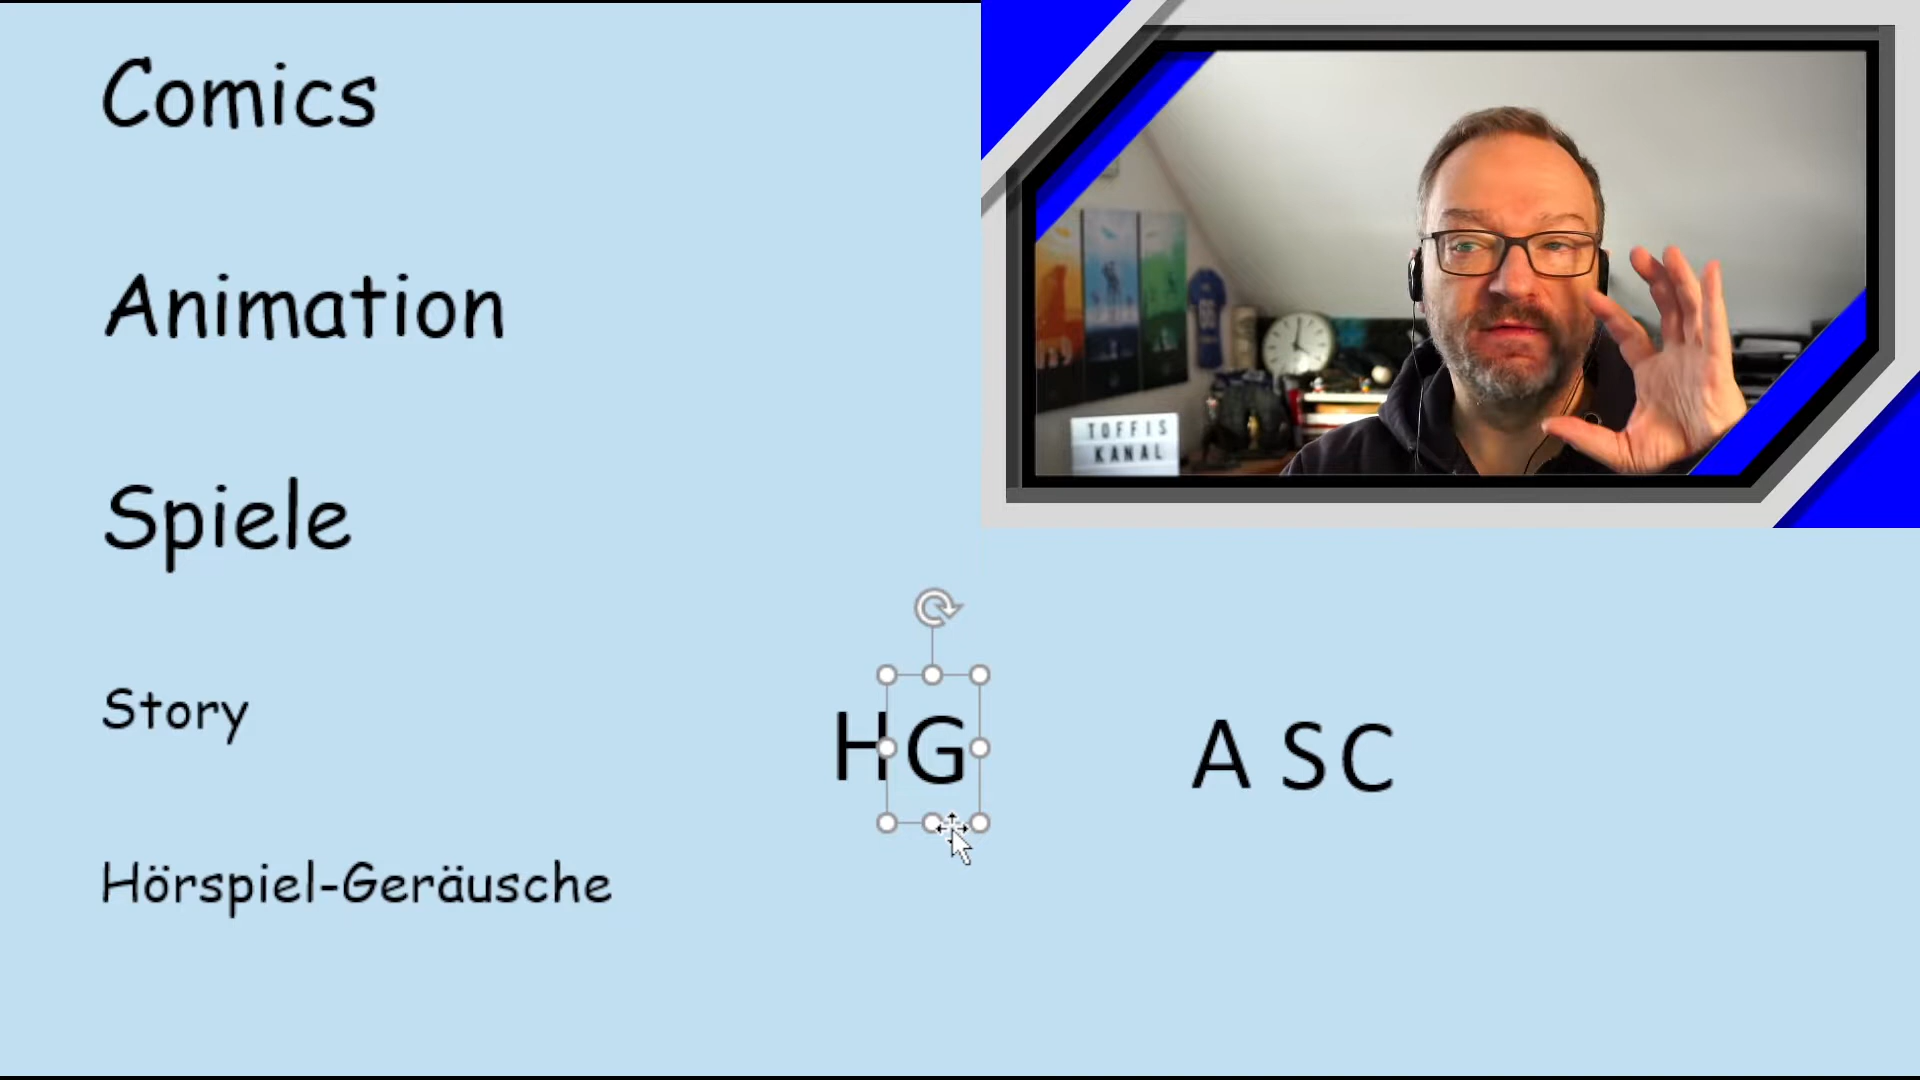 Comics
Animation
Spiele
Story
Hörspiel-Geräusche
HG
A SC
TOFFIS
KANAL